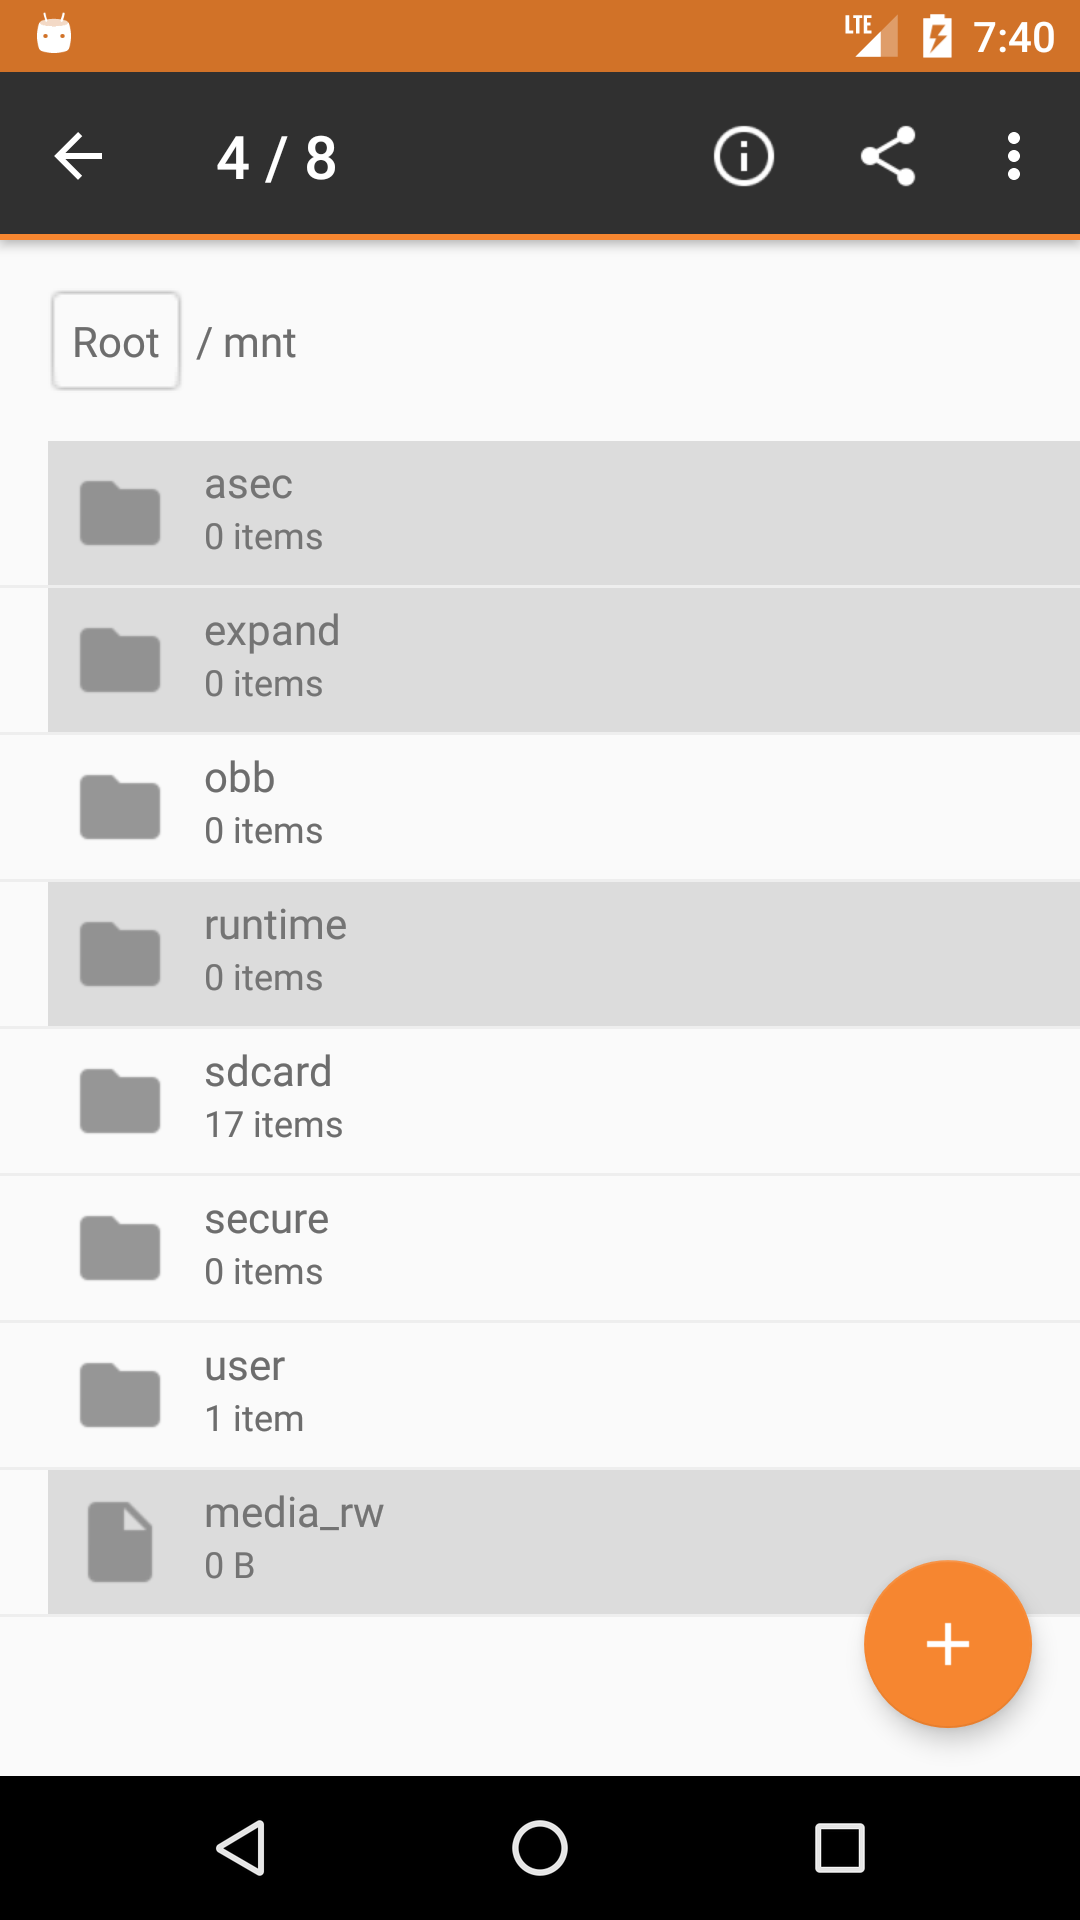 LTE 7:40
4 / 8
Root / mnt
asec
0 items
expand
0 items
obb
0 items
runtime
0 items
sdcard
17 items
secure
0 items
user
1 item
media_rw
0 B